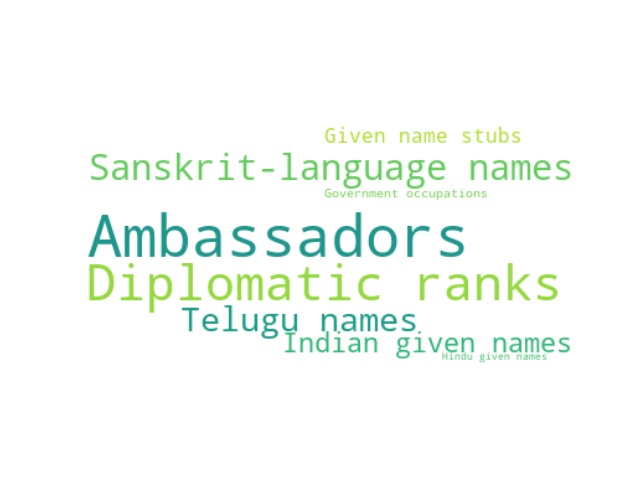 Given name stubs
Sanskrit-language names
Government occupations
Ambassadors
Diplomatic ranks
Telugu names
Indian given names
Hindu given names